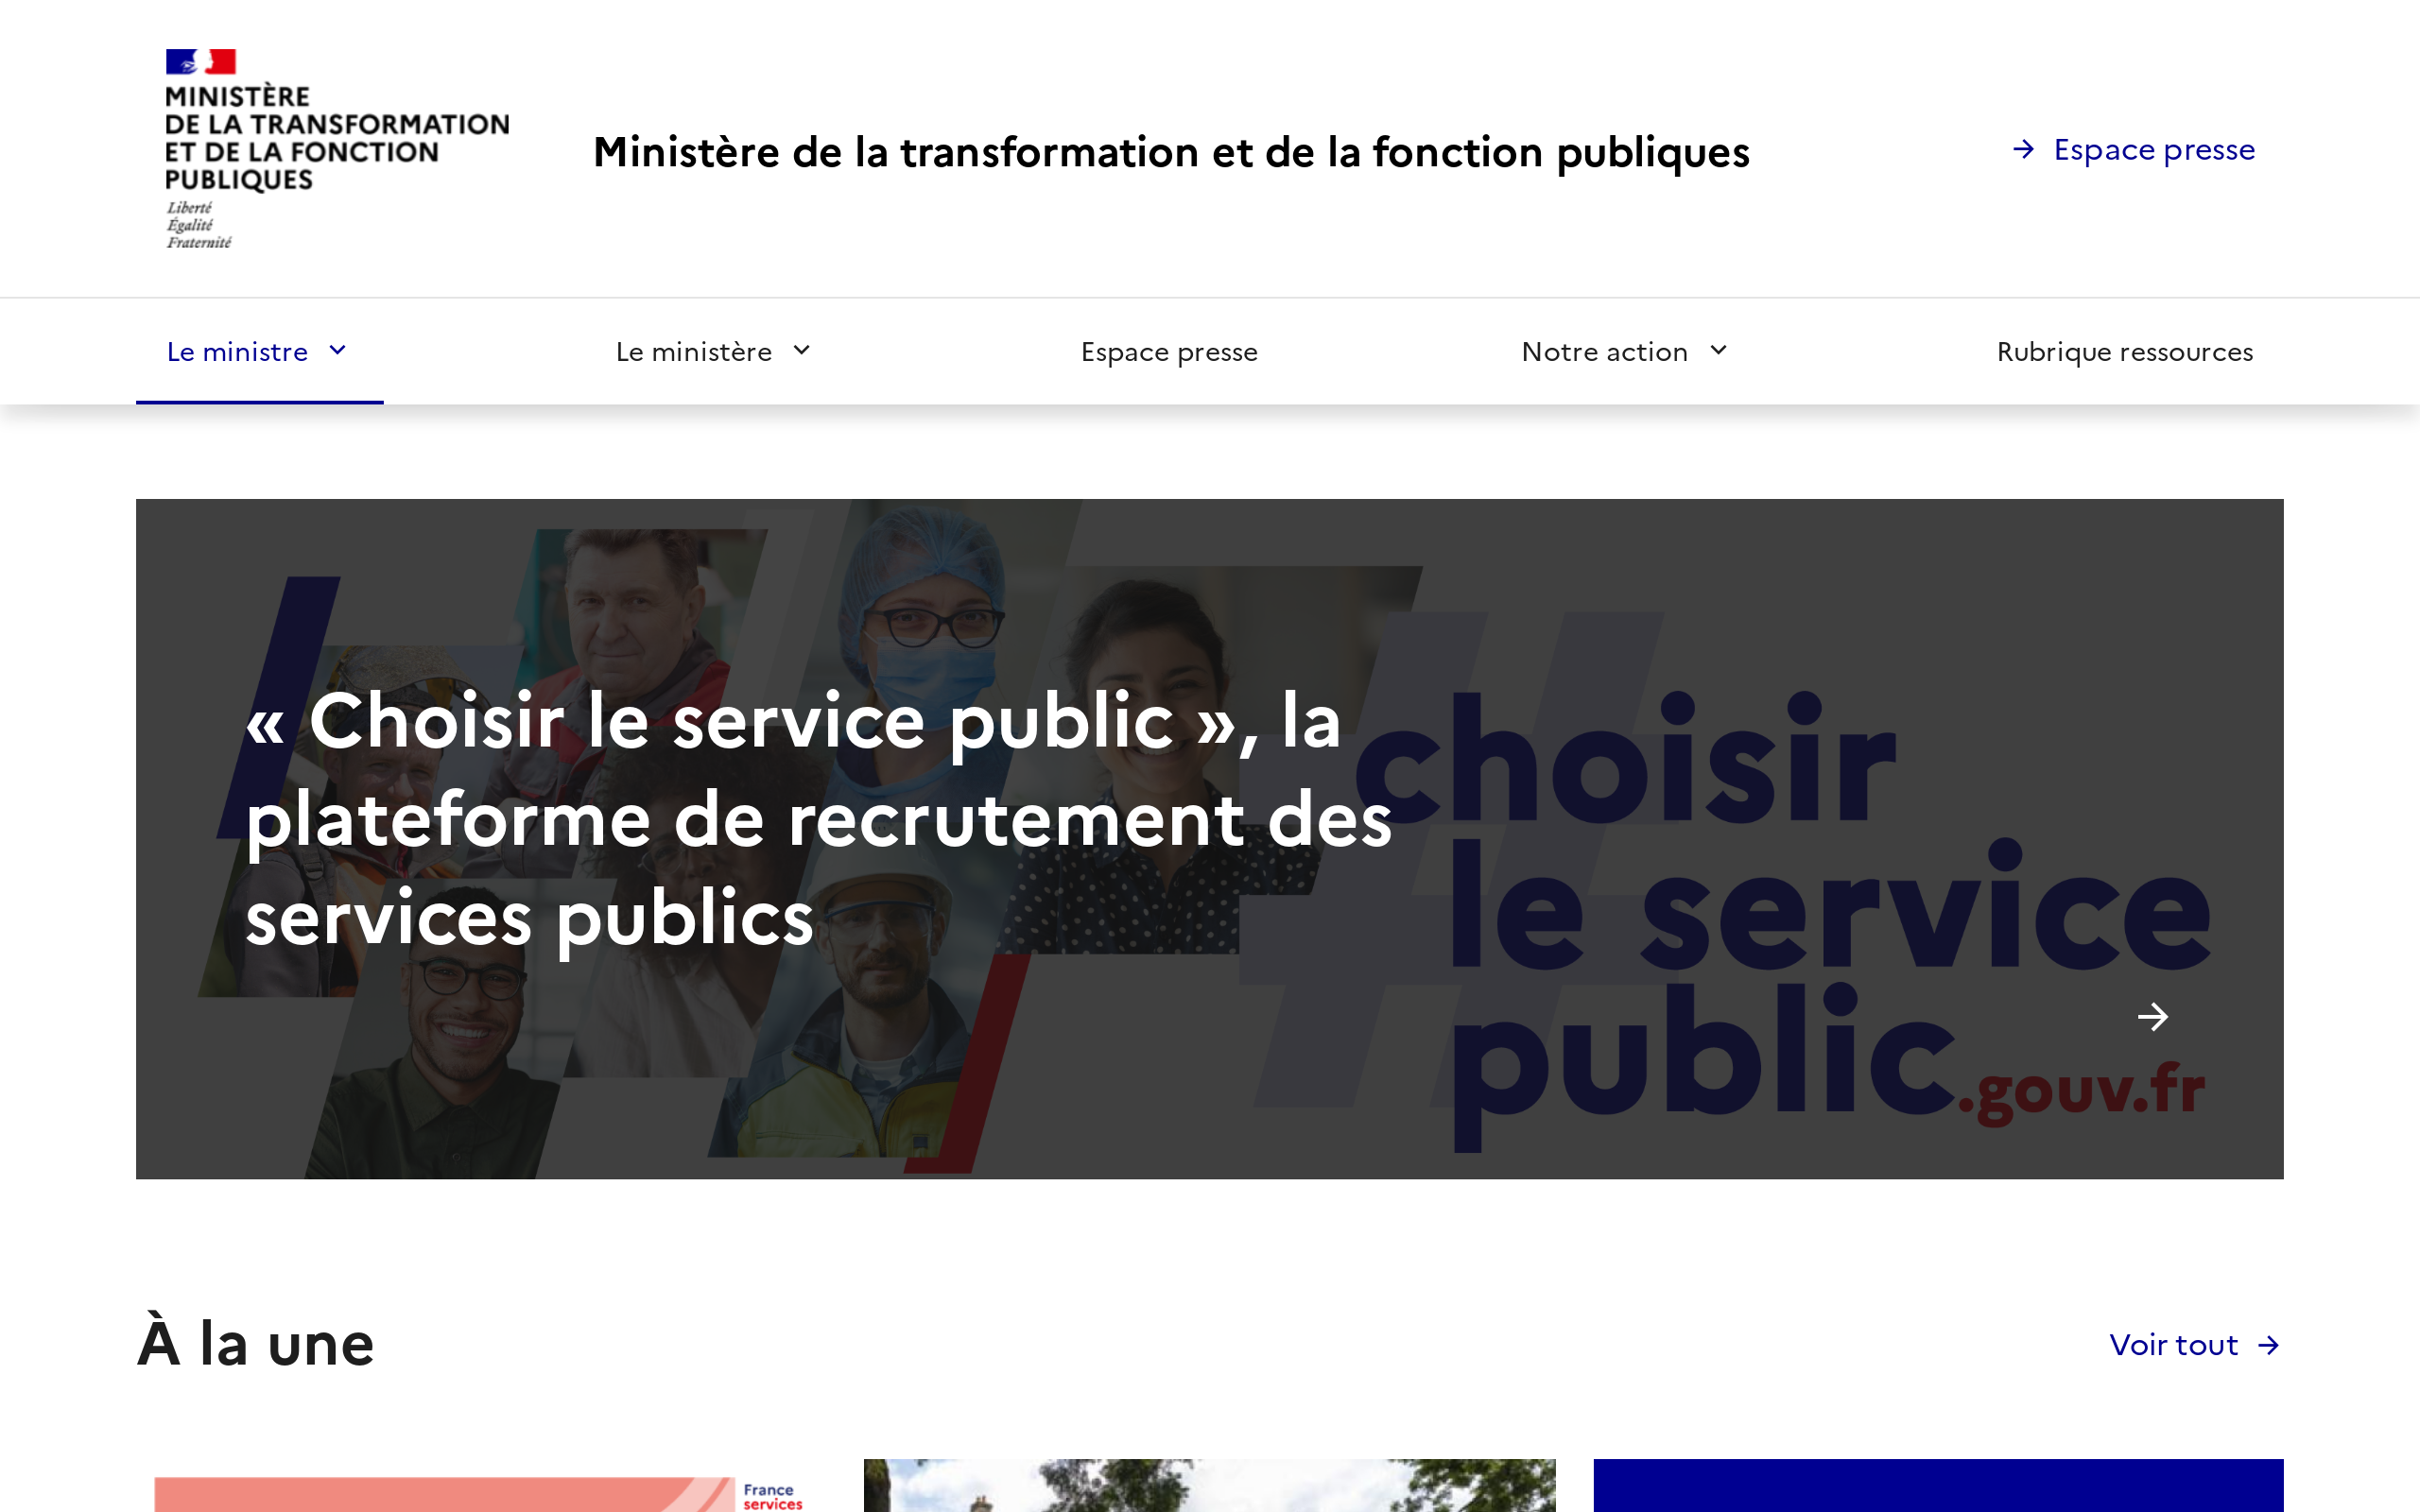 MINISTÈRE
DE LA TRANSFORMATION
ET DE LA FONCTION
PUBLIQUES
Liberté
Égalité
Fraternité
Ministère de la transformation et de la fonction publiques
Espace presse
Le ministre
Le ministère
Espace presse
Notre action
Rubrique ressources
« Choisir le service public », la
plateforme de recrutement des
services publics
choisir
le service
public.gouv.fr
À la une
Voir tout
France
services